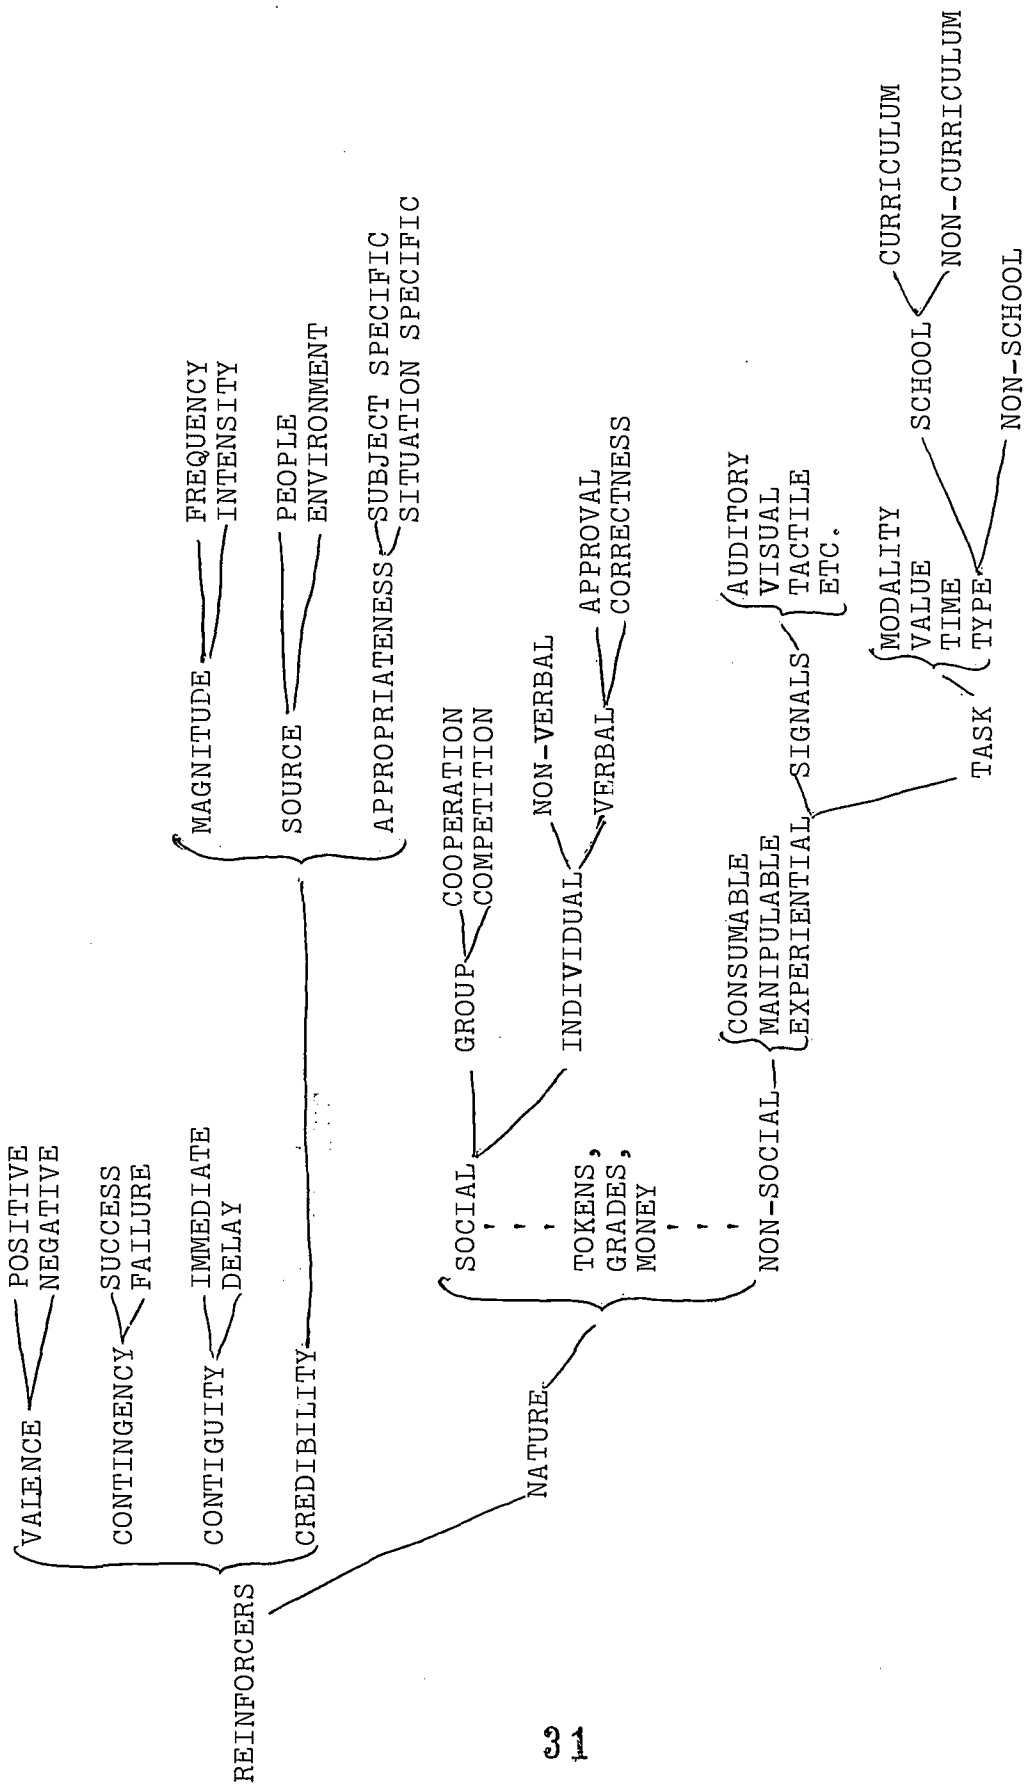 REINFORCERS
VALENCE
POSITIVE
NEGATIVE
CONTINGENCY
SUCCESS
FAILURE
CONTIGUITY
IMMEDIATE
DELAY
CREDIBILITY
MAGNITUDE
FREQUENCY
INTENSITY
SOURCE
PEOPLE
ENVIRONMENT
APPROPRIATENESS
SUBJECT SPECIFIC
SITUATION SPECIFIC
NATURE
SOCIAL
GROUP
COOPERATION
COMPETITION
INDIVIDUAL
NON-VERBAL
VERBAL
APPROVAL
CORRECTNESS
TOKENS,
GRADES,
MONEY
NON-SOCIAL
CONSUMABLE
MANIPULABLE
EXPERIENTIAL
SIGNALS
AUDITORY
VISUAL
TACTILE
ETC.
TASK
MODALITY
VALUE
TIME
TYPE
SCHOOL
CURRICULUM
NON-CURRICULUM
NON-SCHOOL
31